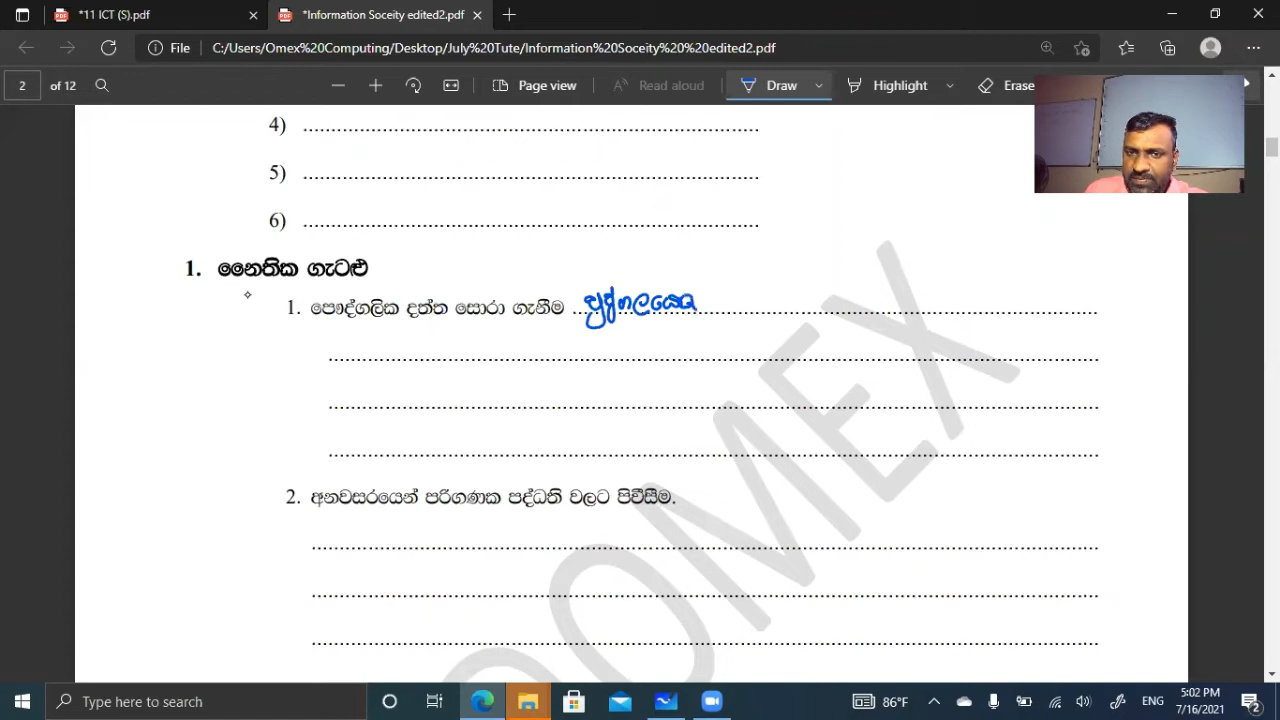 *11 ICT (S).pdf
*Information Soceity edited2.pdf
File C:/Users/Omex%20Computing/Desktop/July%20Tute/Information%20Soceity%20%20edited2.pdf
2 of 12 Page view Read aloud Draw Highlight Erase
4) ................................................................................
5) ................................................................................
6) ................................................................................
1. නෛතික ගැටළු
1. පෞද්ගලික දත්ත සොරා ගැනීම ...
2. අනවසරයෙන් පරිගණක පද්ධති වලට පිවිසීම.
OMEX
Type here to search
86°F ENG 5:02 PM
7/16/2021
2